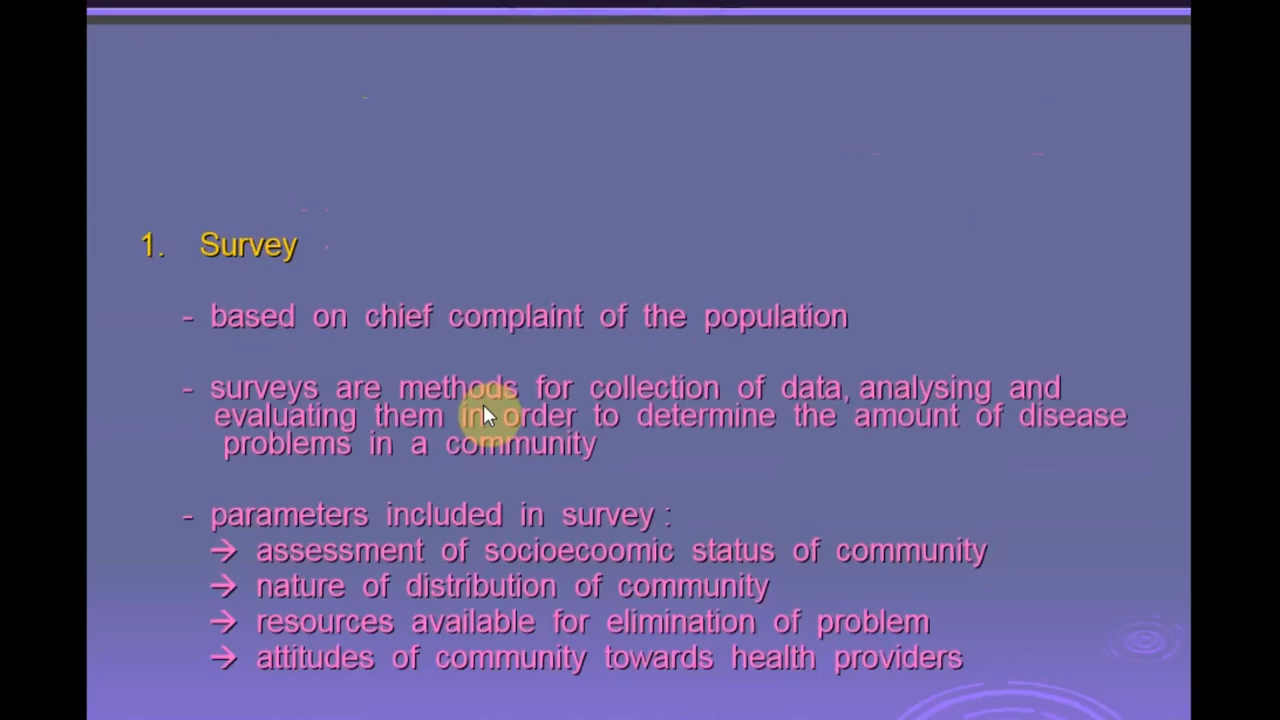 1. Survey
- based on chief complaint of the population
- surveys are methods for collection of data, analysing and
evaluating them in order to determine the amount of disease
problems in a community
- parameters included in survey :
→ assessment of socioecoomic status of community
→ nature of distribution of community
→ resources available for elimination of problem
→ attitudes of community towards health providers